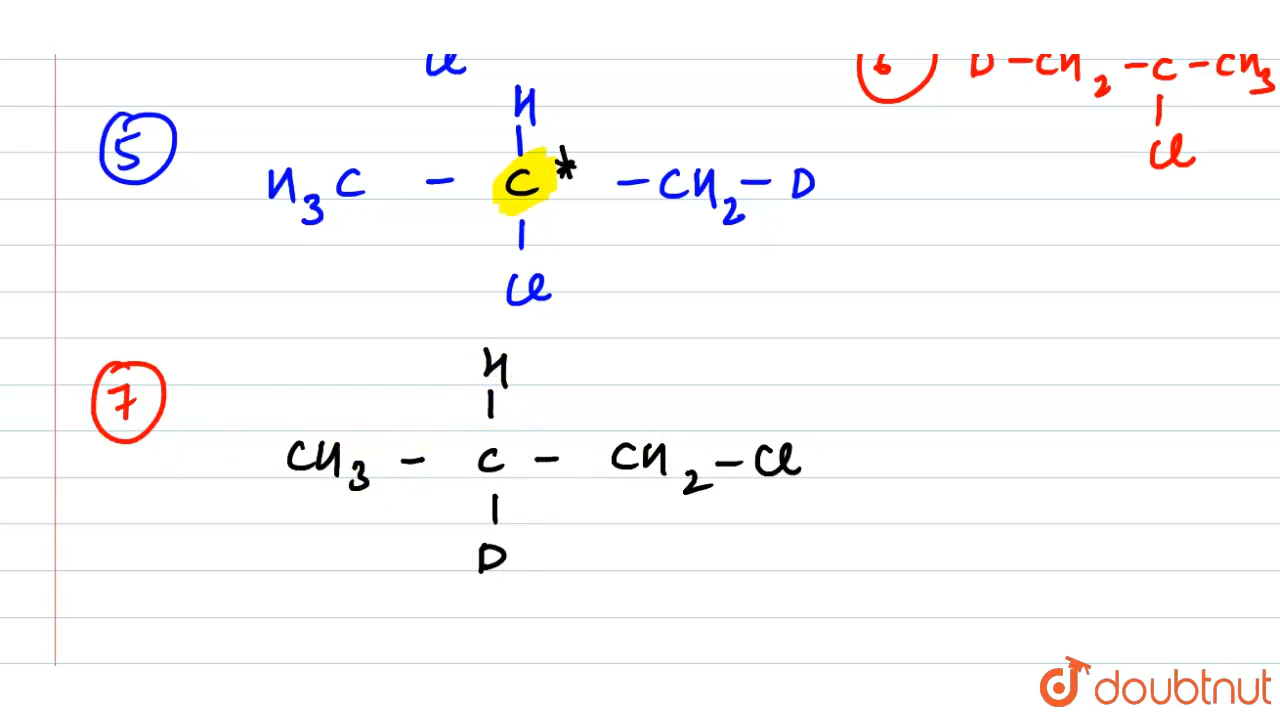 Cl
6 D-CH2-C-CH3
|
Cl
5
H
|
H3C - C* - CH2 - D
|
Cl
7
H
|
CH3 - C - CH2 - Cl
|
D
doubtnut